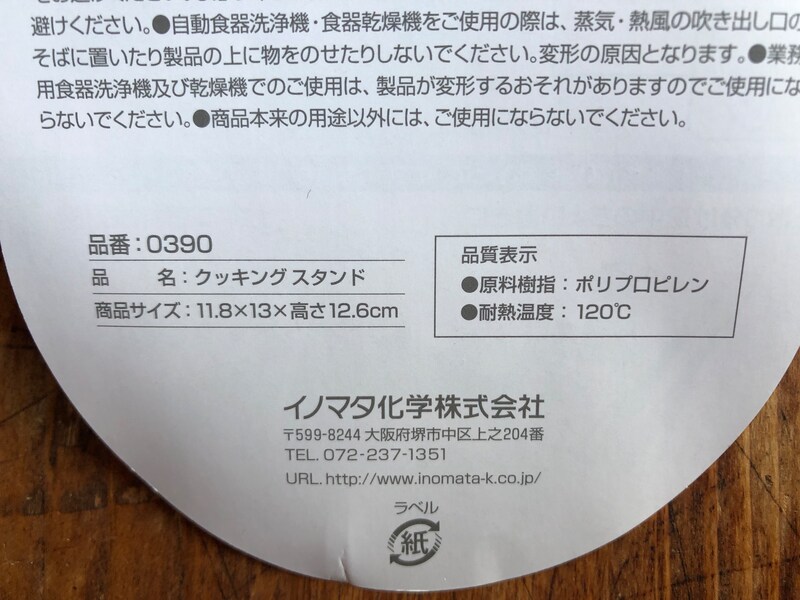 避けください。●自動食器洗浄機・食器乾燥機をご使用の際は、蒸気・熱風の吹き出し口の
そばに置いたり製品の上に物をのせたりしないでください。変形の原因となります。●業務
用食器洗浄機及び乾燥機でのご使用は、製品が変形するおそれがありますのでご使用にな
らないでください。●商品本来の用途以外には、ご使用にならないでください。
品番：0390
品　　名：クッキング スタンド
商品サイズ：11.8×13×高さ12.6cm
品質表示
●原料樹指：ポリプロピレン
●耐熱温度：120℃
イノマタ化学株式会社
〒599-8244 大阪府堺市中区上之204番
TEL. 072-237-1351
URL. http://www.inomata-k.co.jp/
ラベル
紙